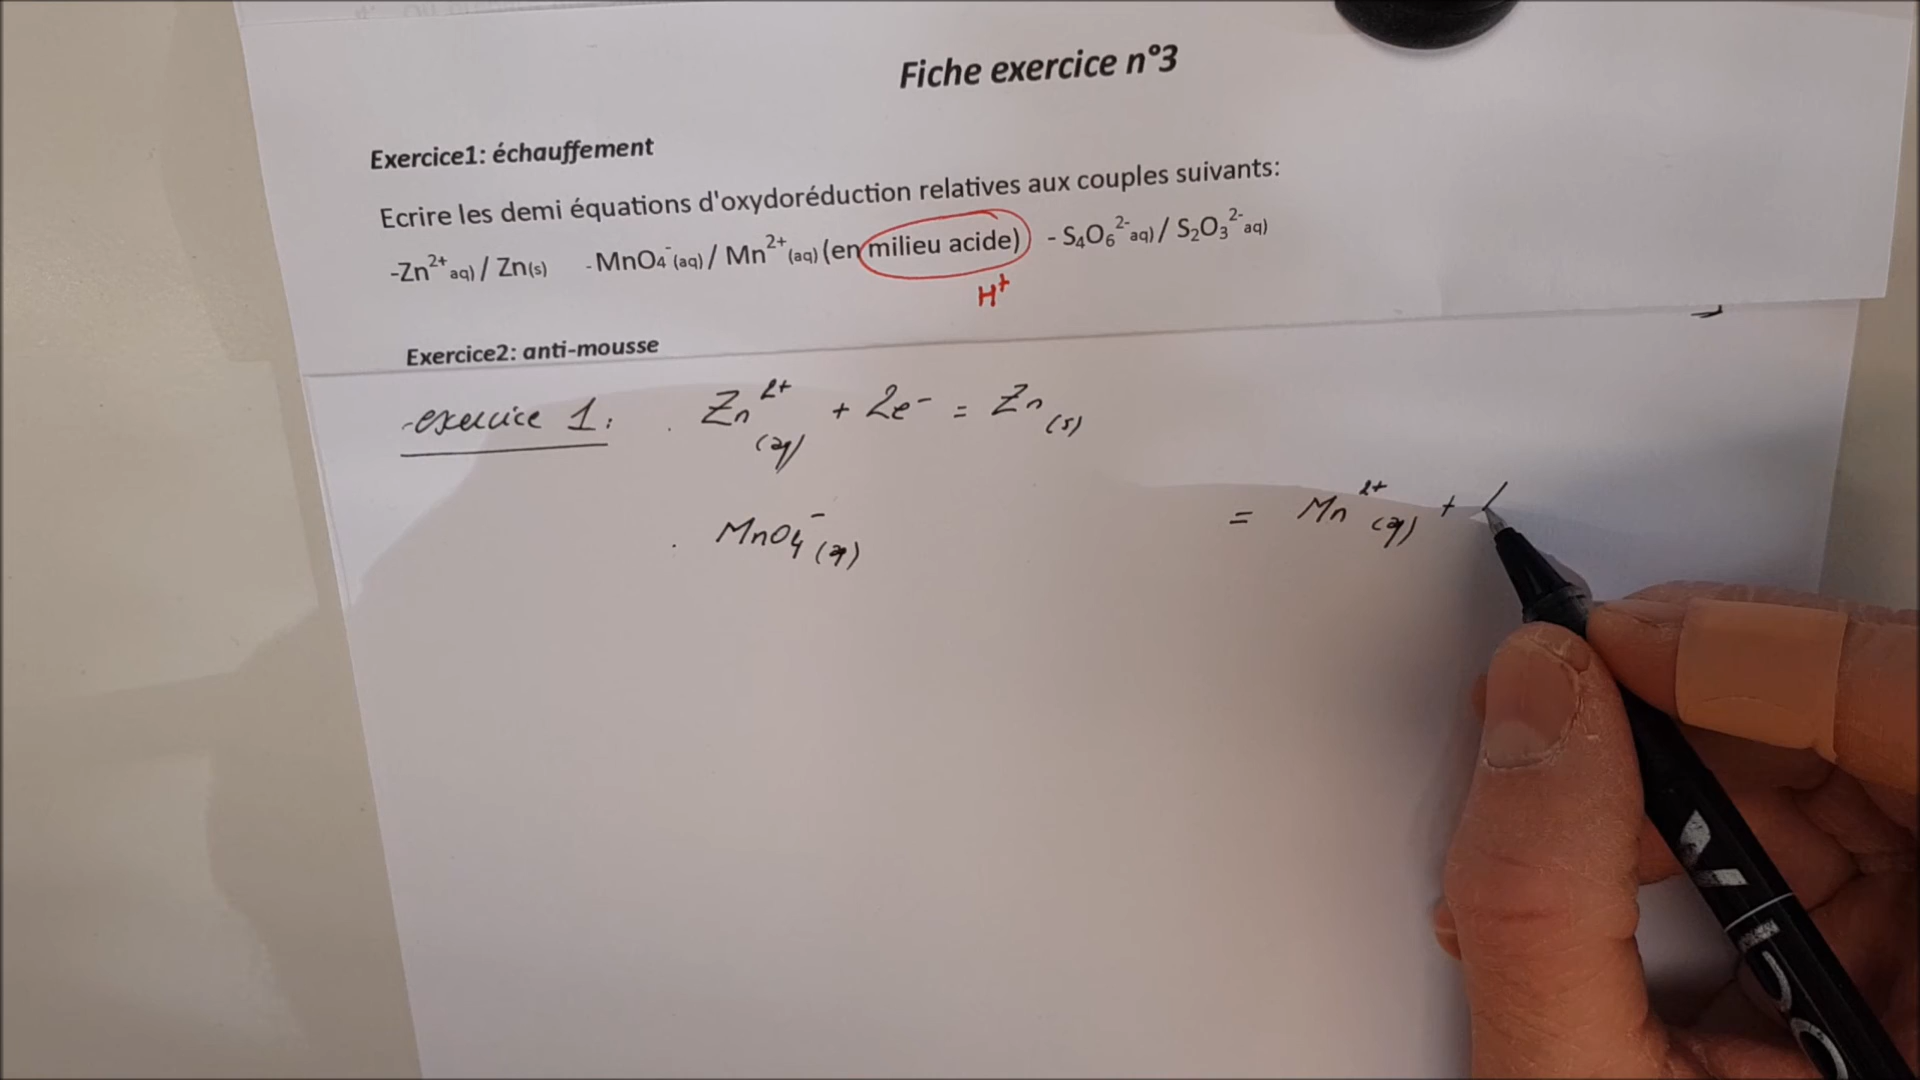 Fiche exercice n°3
Exercice1: échauffement
Ecrire les demi équations d'oxydoréduction relatives aux couples suivants:
-Zn²⁺aq) / Zn(s) - MnO₄⁻(aq) / Mn²⁺(aq) (en milieu acide) - S₄O₆²⁻aq) / S₂O₃²⁻aq)
H⁺
Exercice2: anti-mousse
-exercice 1: . Zn²⁺(aq) + 2e⁻ = Zn(s)
. MnO₄⁻(aq) = Mn²⁺(aq) +